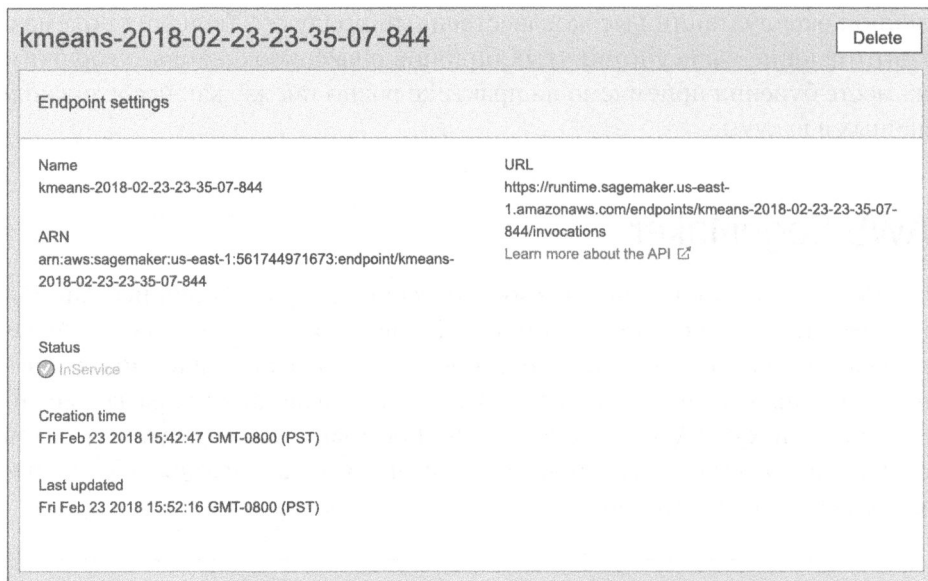 kmeans-2018-02-23-23-35-07-844
Delete
Endpoint settings
Name
kmeans-2018-02-23-23-35-07-844
ARN
arn:aws:sagemaker:us-east-1:561744971673:endpoint/kmeans-
2018-02-23-23-35-07-844
URL
https://runtime.sagemaker.us-east-
1.amazonaws.com/endpoints/kmeans-2018-02-23-23-35-07-
844/invocations
Learn more about the API
Status
InService
Creation time
Fri Feb 23 2018 15:42:47 GMT-0800 (PST)
Last updated
Fri Feb 23 2018 15:52:16 GMT-0800 (PST)